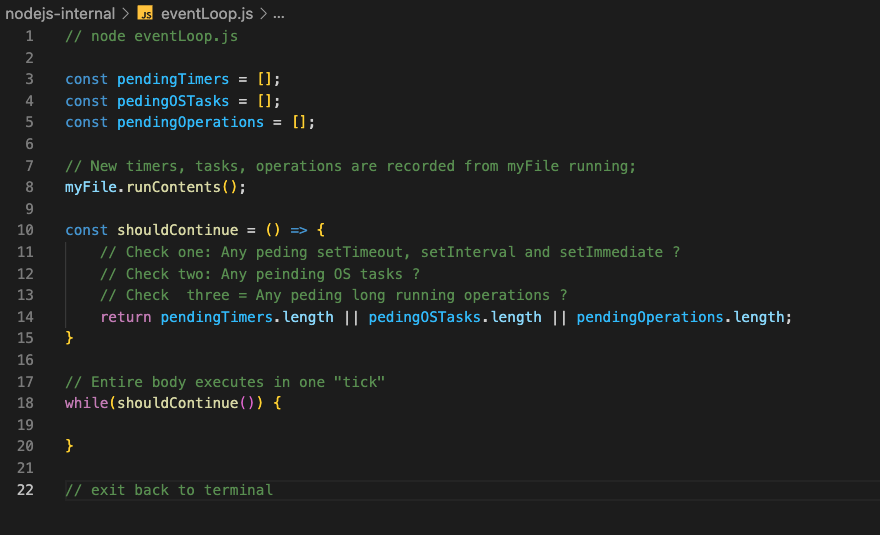 nodejs-internal > JS eventLoop.js > ...
1 // node eventLoop.js
2
3 const pendingTimers = [];
4 const pedingOSTasks = [];
5 const pendingOperations = [];
6
7 // New timers, tasks, operations are recorded from myFile running;
8 myFile.runContents();
9
10 const shouldContinue = () => {
11 // Check one: Any peding setTimeout, setInterval and setImmediate ?
12 // Check two: Any peinding OS tasks ?
13 // Check  three = Any peding long running operations ?
14 return pendingTimers.length || pedingOSTasks.length || pendingOperations.length;
15 }
16
17 // Entire body executes in one "tick"
18 while(shouldContinue()) {
19
20 }
21
22 // exit back to terminal